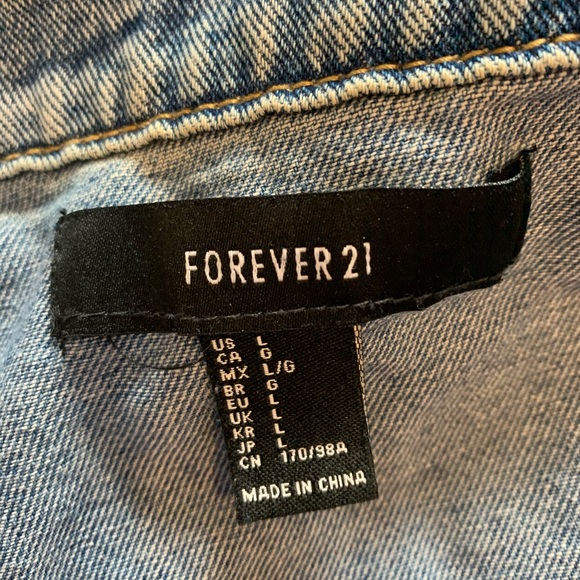 FOREVER 21
US L
CA G
MX L/G
BR G
EU L
UK L
KR L
JP L
CN 170/98A
MADE IN CHINA